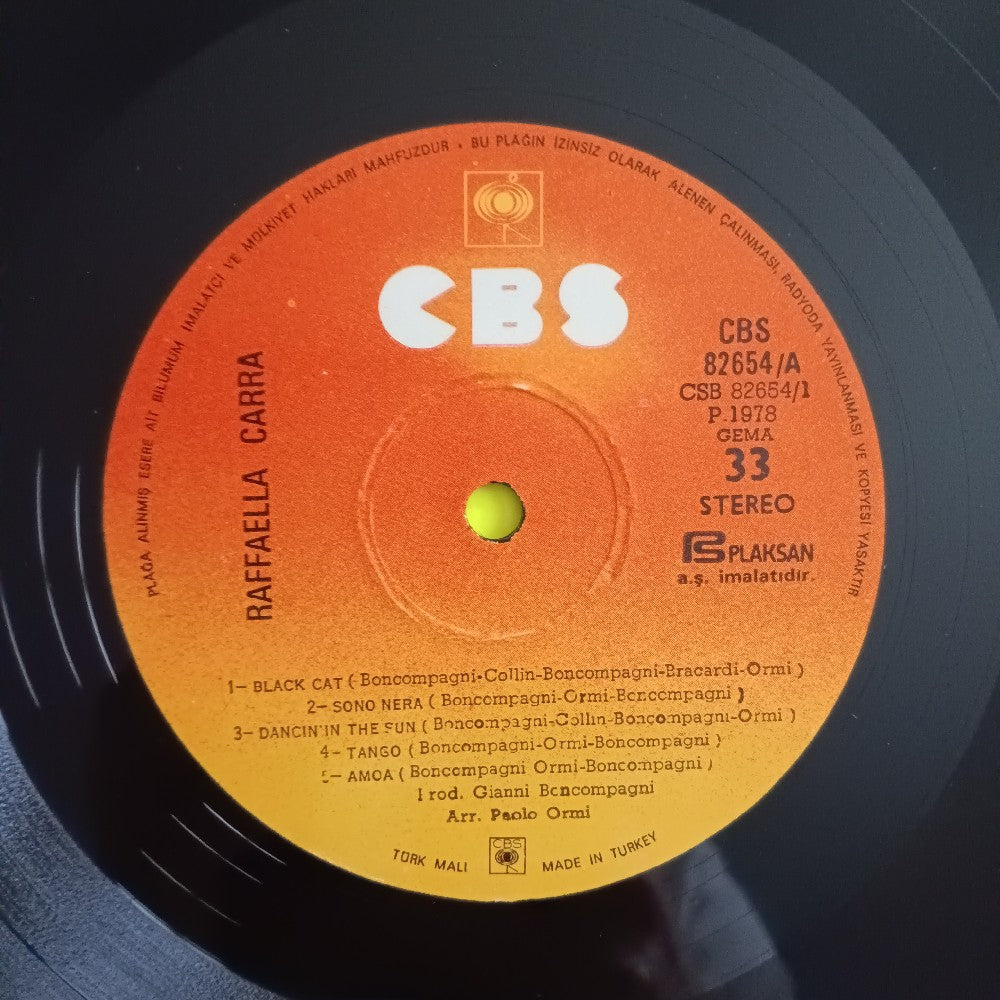 PLAĞA ALINMIŞ ESERE AİT BİLÜMUM İMALATÇI VE MÜLKİYET HAKLARI MAHFUZDUR . BU PLAĞIN İZİNSİZ OLARAK ALENEN ÇALINMASI, RADYODA YAYINLANMASI VE KOPYESİ YASAKTIR
CBS
RAFFAELLA CARRA
CBS
82654/A
CSB 82654/1
P.1978
GEMA
33
STEREO
PLAKSAN
a.ş. imalatıdır.
1- BLACK CAT ( Boncompagni-Collin-Boncompagni-Bracardi-Ormi )
2- SONO NERA ( Boncompagni-Ormi-Boncompagni )
3- DANCIN'IN THE SUN ( Boncompagni-Collin-Boncompagni-Ormi )
4- TANGO ( Boncompagni-Ormi-Boncompagni )
5- AMOA ( Boncompagni Ormi-Boncompagni )
Prod. Gianni Boncompagni
Arr. Paolo Ormi
TÜRK MALI
CBS
MADE IN TURKEY